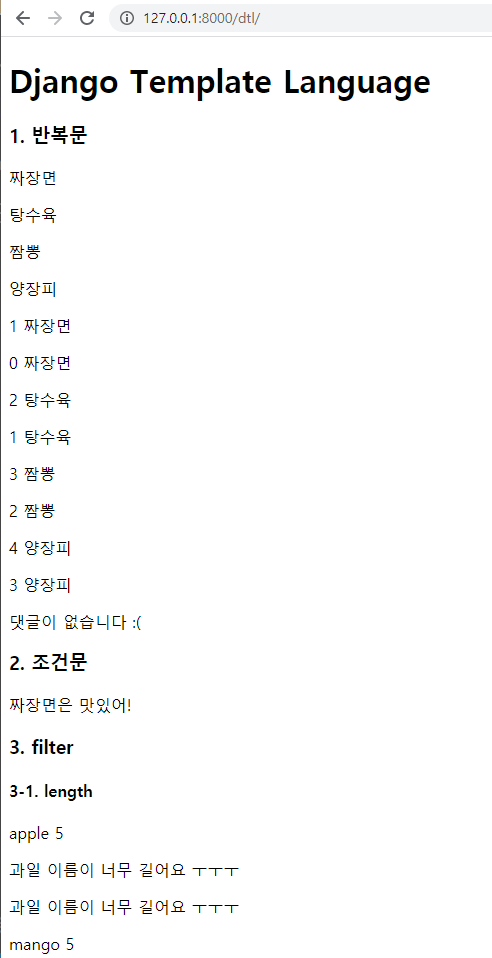 127.0.0.1:8000/dtl/
Django Template Language
1. 반복문
짜장면
탕수육
짬뽕
양장피
1 짜장면
0 짜장면
2 탕수육
1 탕수육
3 짬뽕
2 짬뽕
4 양장피
3 양장피
댓글이 없습니다 :(
2. 조건문
짜장면은 맛있어!
3. filter
3-1. length
apple 5
과일 이름이 너무 길어요 ㅜㅜㅜ
과일 이름이 너무 길어요 ㅜㅜㅜ
mango 5